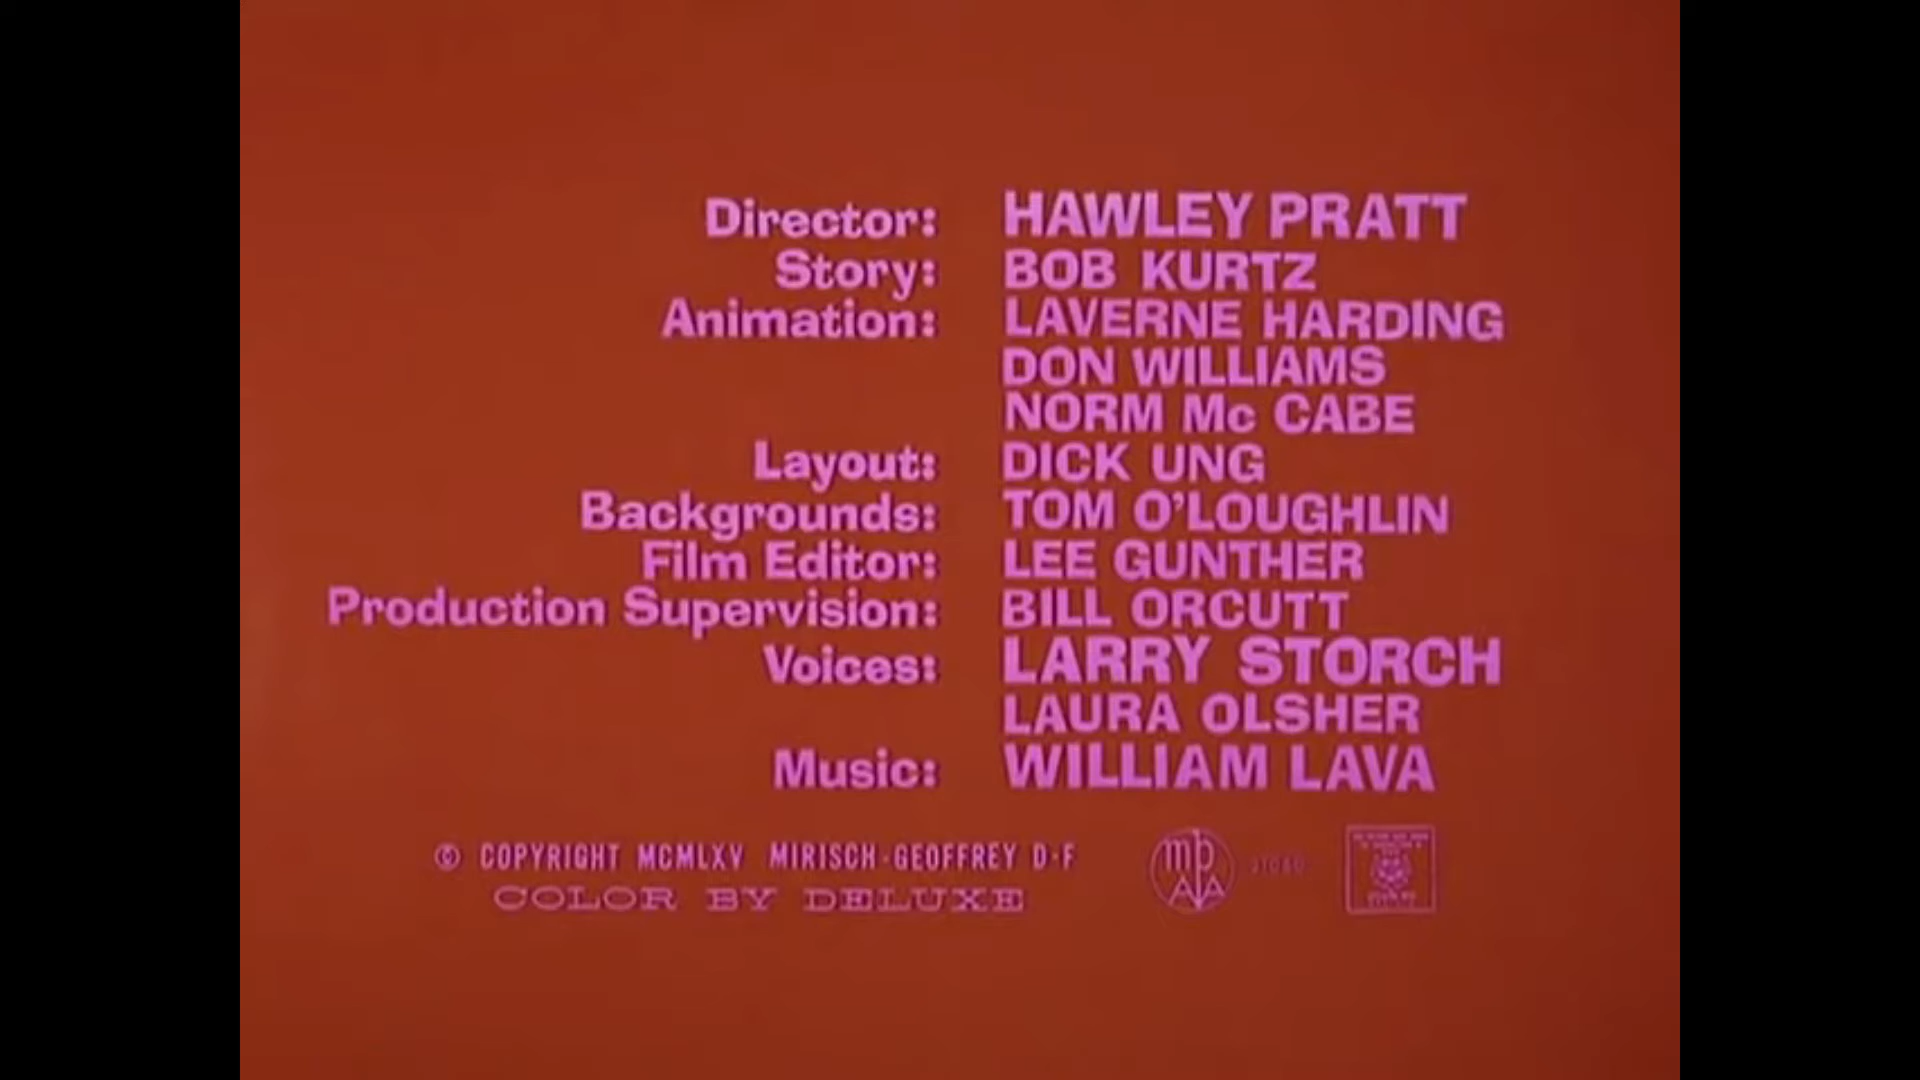 Director: HAWLEY PRATT
Story: BOB KURTZ
Animation: LAVERNE HARDING
DON WILLIAMS
NORM Mc CABE
Layout: DICK UNG
Backgrounds: TOM O'LOUGHLIN
Film Editor: LEE GUNTHER
Production Supervision: BILL ORCUTT
Voices: LARRY STORCH
LAURA OLSHER
Music: WILLIAM LAVA
© COPYRIGHT MCMLXV MIRISCH-GEOFFREY D-F
COLOR BY DELUXE
MPAA